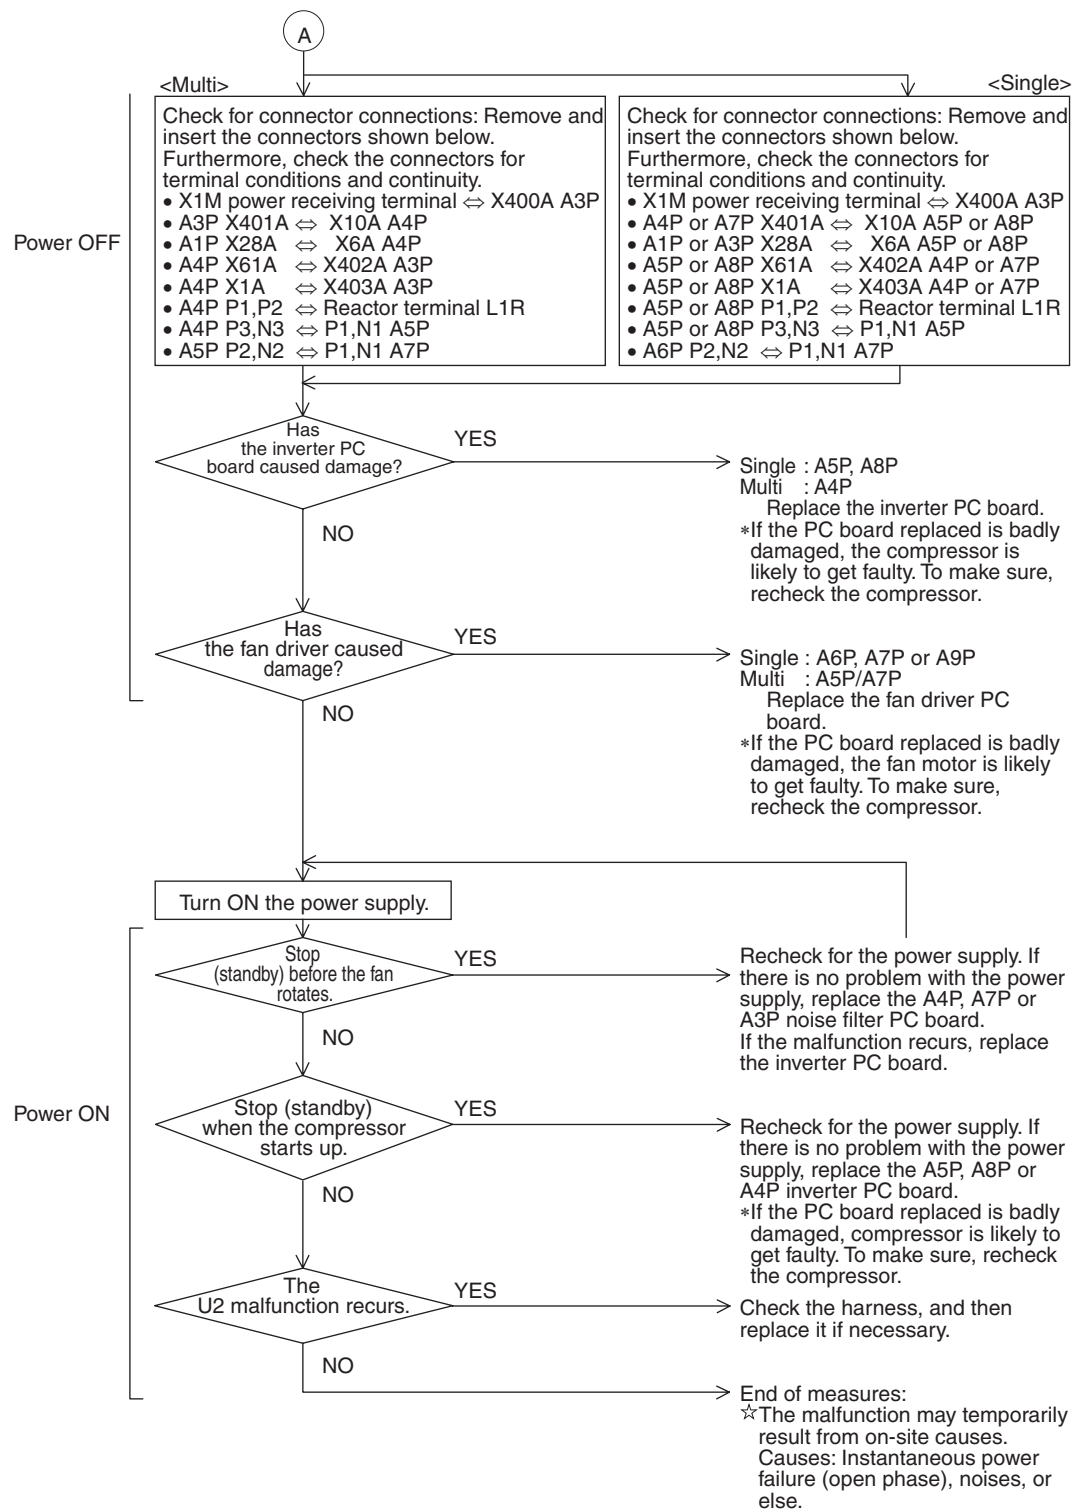 A
<Multi>
<Single>
Power OFF
Check for connector connections: Remove and
insert the connectors shown below.
Furthermore, check the connectors for
terminal conditions and continuity.
• X1M power receiving terminal ⇔ X400A A3P
• A3P X401A ⇔ X10A A4P
• A1P X28A ⇔ X6A A4P
• A4P X61A ⇔ X402A A3P
• A4P X1A ⇔ X403A A3P
• A4P P1,P2 ⇔ Reactor terminal L1R
• A4P P3,N3 ⇔ P1,N1 A5P
• A5P P2,N2 ⇔ P1,N1 A7P
Check for connector connections: Remove and
insert the connectors shown below.
Furthermore, check the connectors for
terminal conditions and continuity.
• X1M power receiving terminal ⇔ X400A A3P
• A4P or A7P X401A ⇔ X10A A5P or A8P
• A1P or A3P X28A ⇔ X6A A5P or A8P
• A5P or A8P X61A ⇔ X402A A4P or A7P
• A5P or A8P X1A ⇔ X403A A4P or A7P
• A5P or A8P P1,P2 ⇔ Reactor terminal L1R
• A5P or A8P P3,N3 ⇔ P1,N1 A5P
• A6P P2,N2 ⇔ P1,N1 A7P
Has
the inverter PC
board caused damage?
YES
NO
Single : A5P, A8P
Multi : A4P
Replace the inverter PC board.
*If the PC board replaced is badly
damaged, the compressor is
likely to get faulty. To make sure,
recheck the compressor.
Has
the fan driver caused
damage?
YES
NO
Single : A6P, A7P or A9P
Multi : A5P/A7P
Replace the fan driver PC
board.
*If the PC board replaced is badly
damaged, the fan motor is likely
to get faulty. To make sure,
recheck the compressor.
Turn ON the power supply.
Power ON
Stop
(standby) before the fan
rotates.
YES
NO
Recheck for the power supply. If
there is no problem with the power
supply, replace the A4P, A7P or
A3P noise filter PC board.
If the malfunction recurs, replace
the inverter PC board.
Stop (standby)
when the compressor
starts up.
YES
NO
Recheck for the power supply. If
there is no problem with the power
supply, replace the A5P, A8P or
A4P inverter PC board.
*If the PC board replaced is badly
damaged, compressor is likely to
get faulty. To make sure, recheck
the compressor.
The
U2 malfunction recurs.
YES
NO
Check the harness, and then
replace it if necessary.
End of measures:
☆The malfunction may temporarily
result from on-site causes.
Causes: Instantaneous power
failure (open phase), noises, or
else.